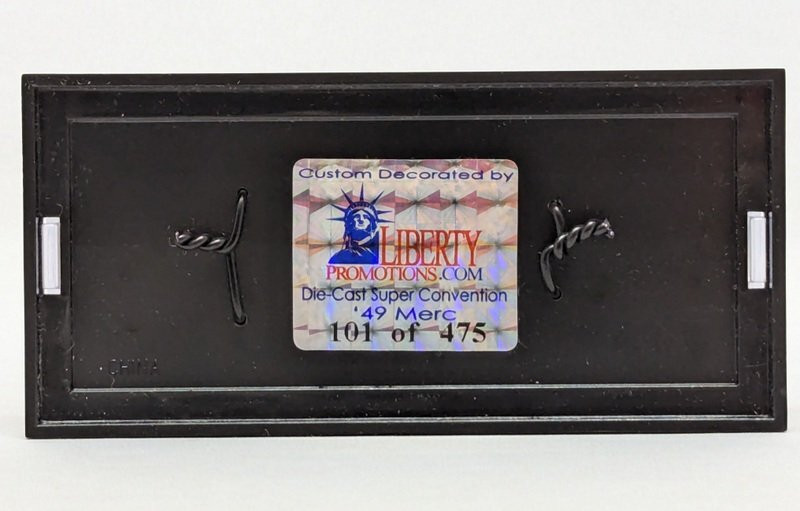 Custom Decorated by
LIBERTY
PROMOTIONS.COM
Die-Cast Super Convention
'49 Merc
101 of 475
CHINA